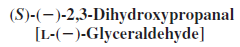 (S)-(−)-2,3-Dihydroxypropanal
[L-(−)-Glyceraldehyde]